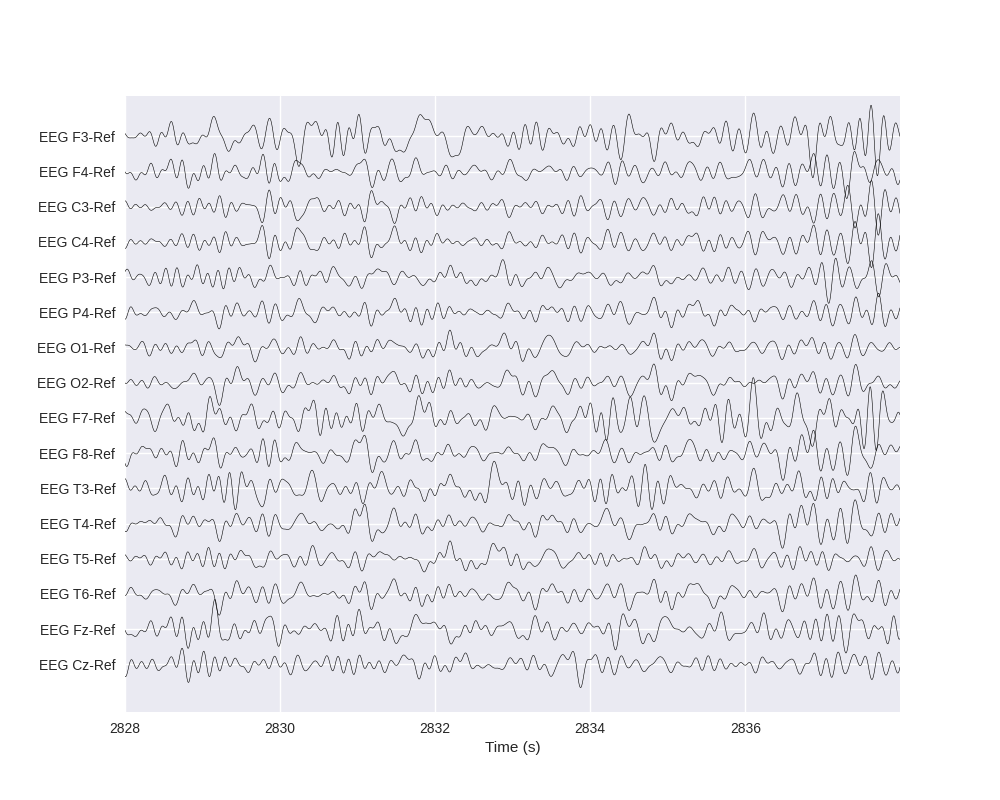 EEG F3-Ref
EEG F4-Ref
EEG C3-Ref
EEG C4-Ref
EEG P3-Ref
EEG P4-Ref
EEG O1-Ref
EEG O2-Ref
EEG F7-Ref
EEG F8-Ref
EEG T3-Ref
EEG T4-Ref
EEG T5-Ref
EEG T6-Ref
EEG Fz-Ref
EEG Cz-Ref
2828 2830 2832 2834 2836
Time (s)